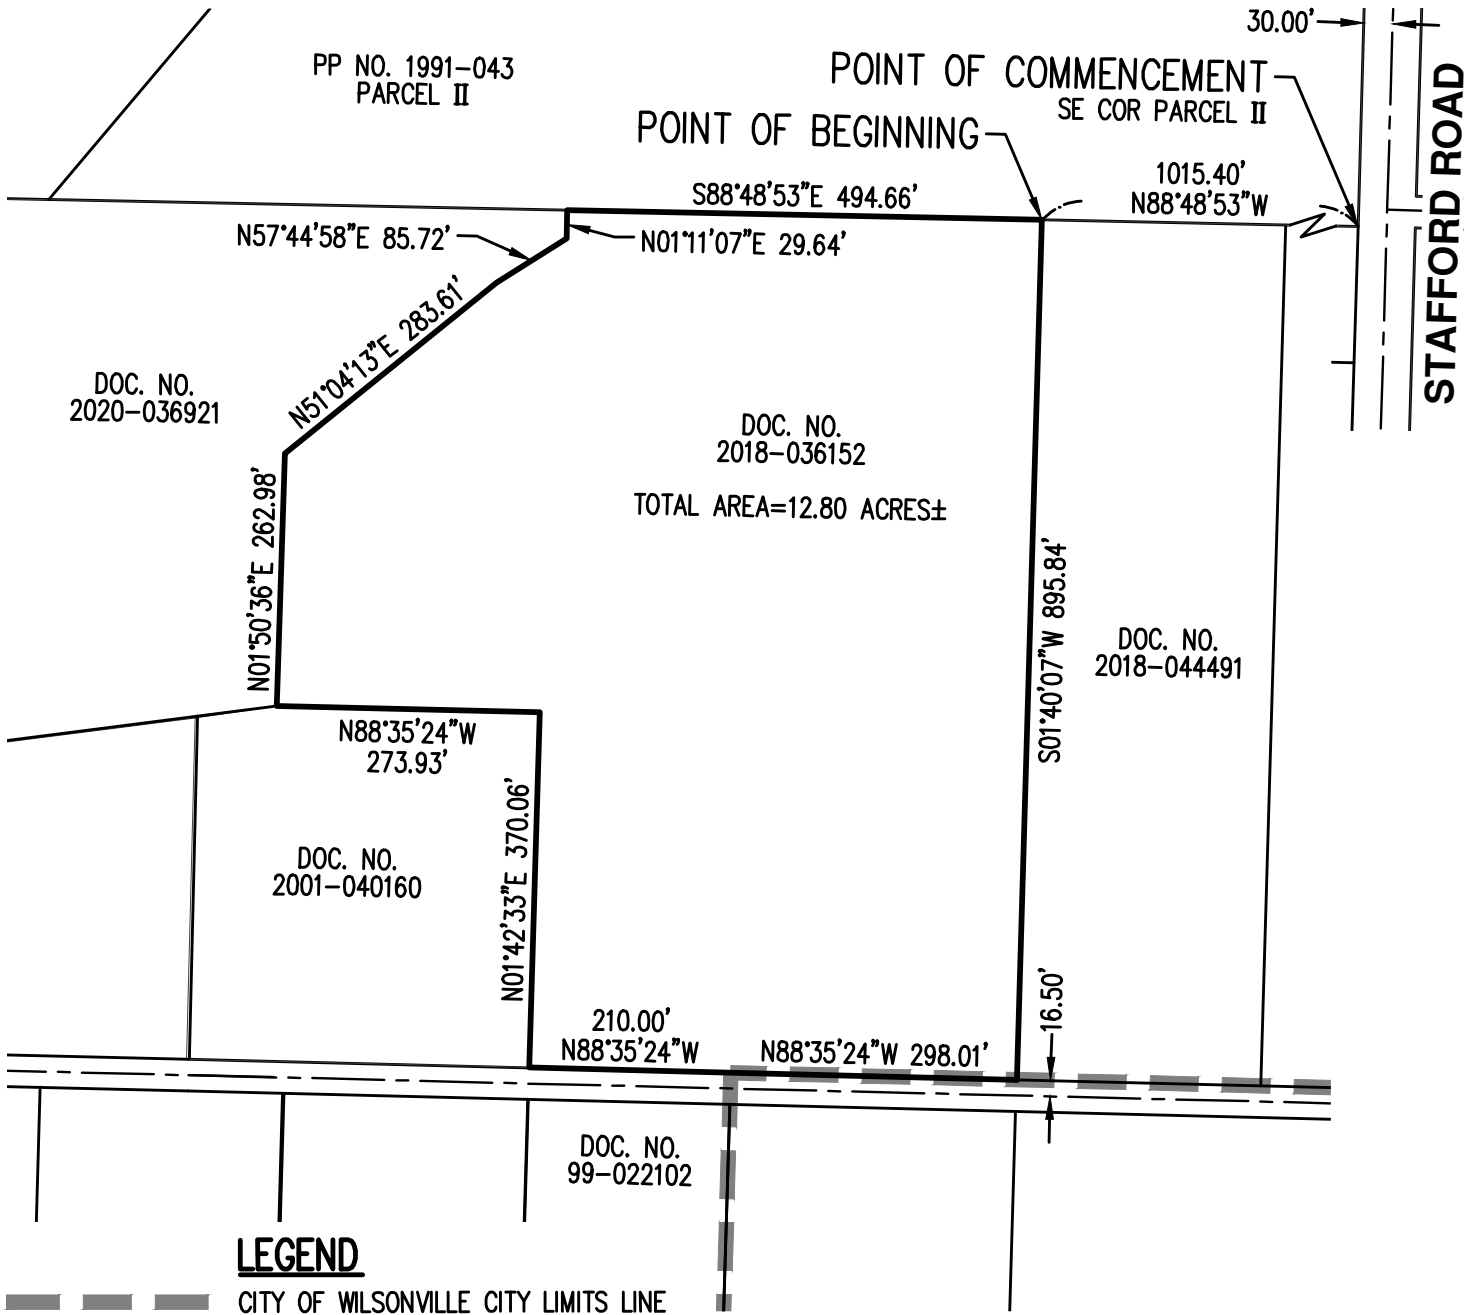 30.00'
PP NO. 1991-043
PARCEL II
POINT OF COMMENCEMENT
SE COR PARCEL II
POINT OF BEGINNING
STAFFORD ROAD
1015.40'
N88°48'53"W
S88°48'53"E 494.66'
N57°44'58"E 85.72'
N01°11'07"E 29.64'
N51°04'13"E 283.61'
DOC. NO.
2020-036921
DOC. NO.
2018-036152
TOTAL AREA=12.80 ACRES±
N01°50'36"E 262.98'
S01°40'07"W 895.84'
DOC. NO.
2018-044491
N88°35'24"W
273.93'
N01°42'33"E 370.06'
DOC. NO.
2001-040160
16.50'
210.00'
N88°35'24"W
N88°35'24"W 298.01'
DOC. NO.
99-022102
LEGEND
CITY OF WILSONVILLE CITY LIMITS LINE